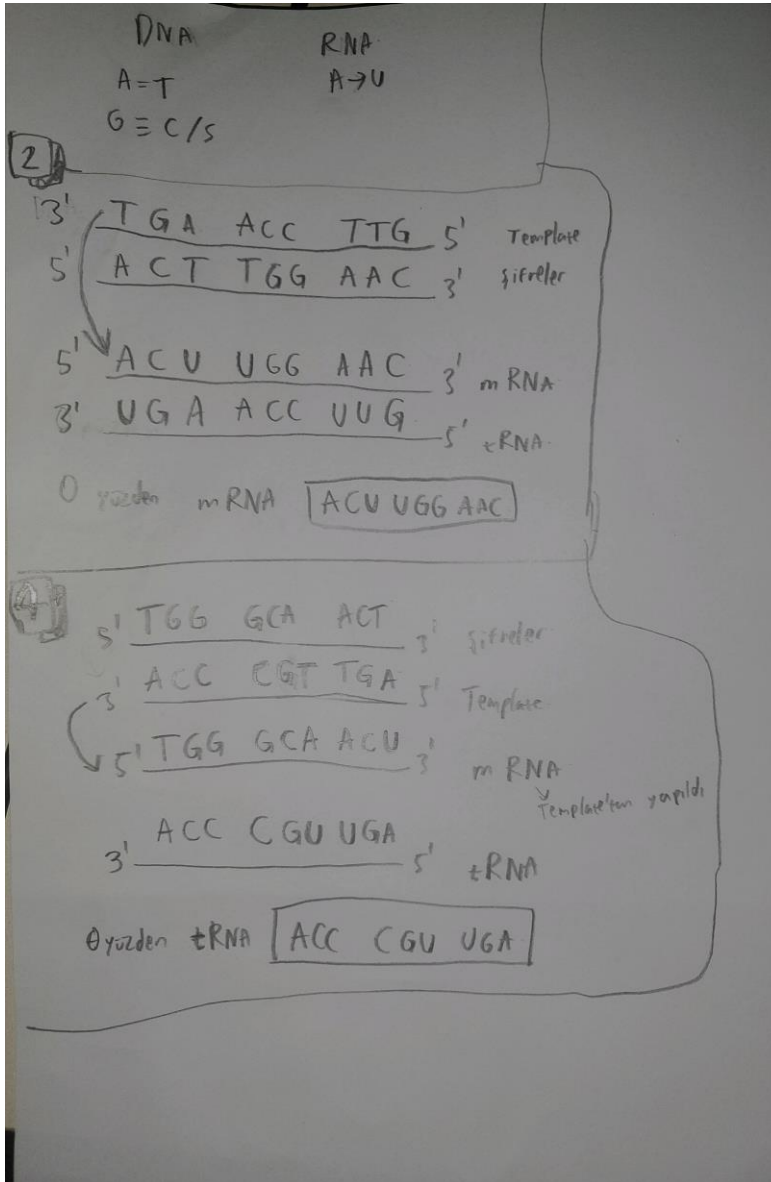 DNA RNA
A=T A→U
G≡C/S
2
3' TGA ACC TTG 5' Template
5' ACT TGG AAC 3' şifreler
5' ACU UGG AAC 3' mRNA
3' UGA ACC UUG 5' tRNA
O yüzden mRNA ACU UGG AAC
4
5' TGG GCA ACT 3' şifreler
3' ACC CGT TGA 5' Template
5' TGG GCA ACU 3' mRNA
Template'ten yapıldı
3' ACC CGU UGA 5' tRNA
O yüzden tRNA ACC CGU UGA